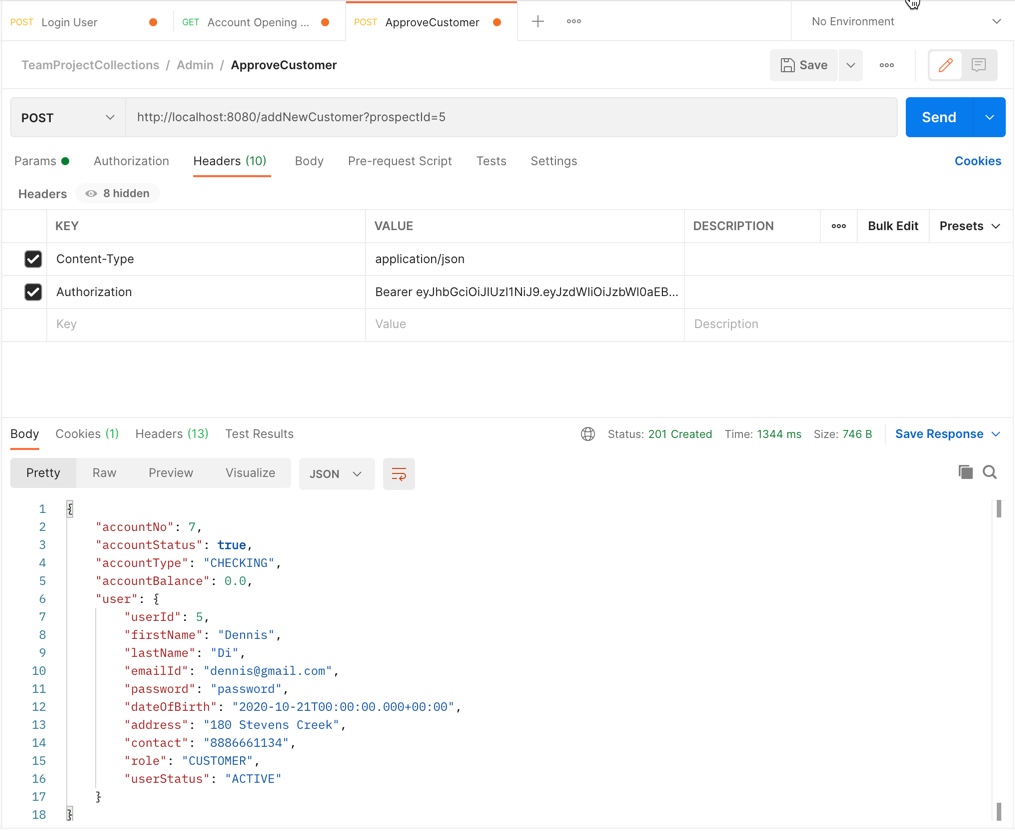 POST Login User GET Account Opening ... POST ApproveCustomer No Environment
TeamProjectCollections / Admin / ApproveCustomer Save
POST http://localhost:8080/addNewCustomer?prospectId=5 Send
Params Authorization Headers (10) Body Pre-request Script Tests Settings Cookies
Headers 8 hidden
KEY VALUE DESCRIPTION Bulk Edit Presets
Content-Type application/json
Authorization Bearer eyJhbGciOiJIUzI1NiJ9.eyJzdWIiOiJzbWl0aEB...
Key Value Description
Body Cookies (1) Headers (13) Test Results Status: 201 Created Time: 1344 ms Size: 746 B Save Response
Pretty Raw Preview Visualize JSON
1 {
2 "accountNo": 7,
3 "accountStatus": true,
4 "accountType": "CHECKING",
5 "accountBalance": 0.0,
6 "user": {
7 "userId": 5,
8 "firstName": "Dennis",
9 "lastName": "Di",
10 "emailId": "dennis@gmail.com",
11 "password": "password",
12 "dateOfBirth": "2020-10-21T00:00:00.000+00:00",
13 "address": "180 Stevens Creek",
14 "contact": "8886661134",
15 "role": "CUSTOMER",
16 "userStatus": "ACTIVE"
17 }
18 }